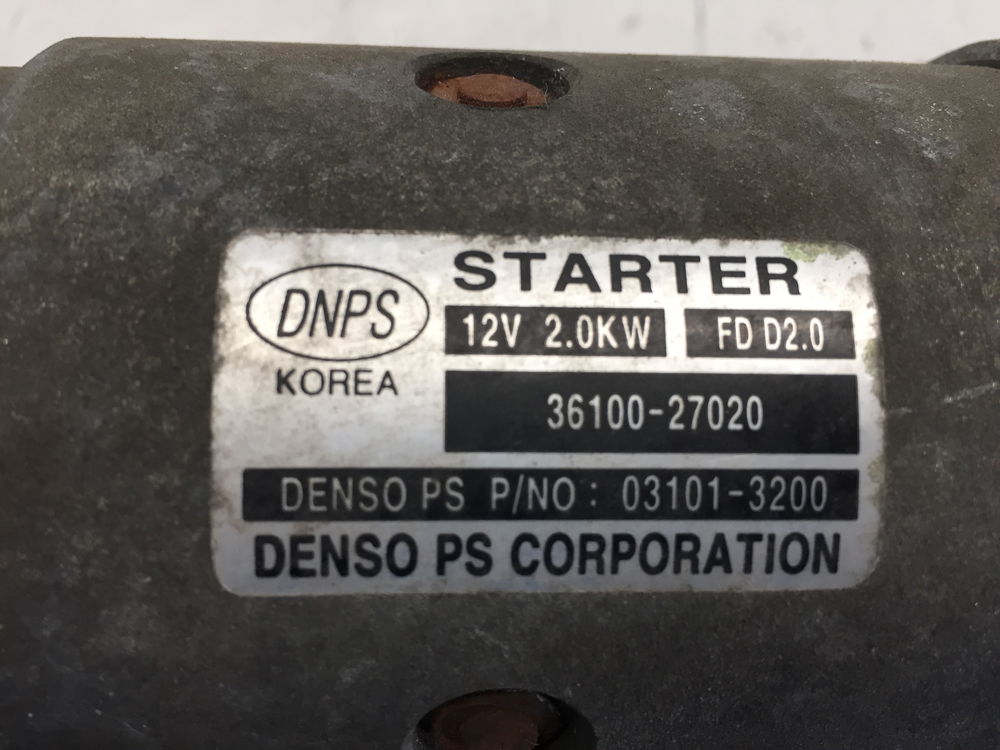 DNPS
KOREA
STARTER
12V 2.0KW
FD D2.0
36100-27020
DENSO PS P/NO: 03101-3200
DENSO PS CORPORATION